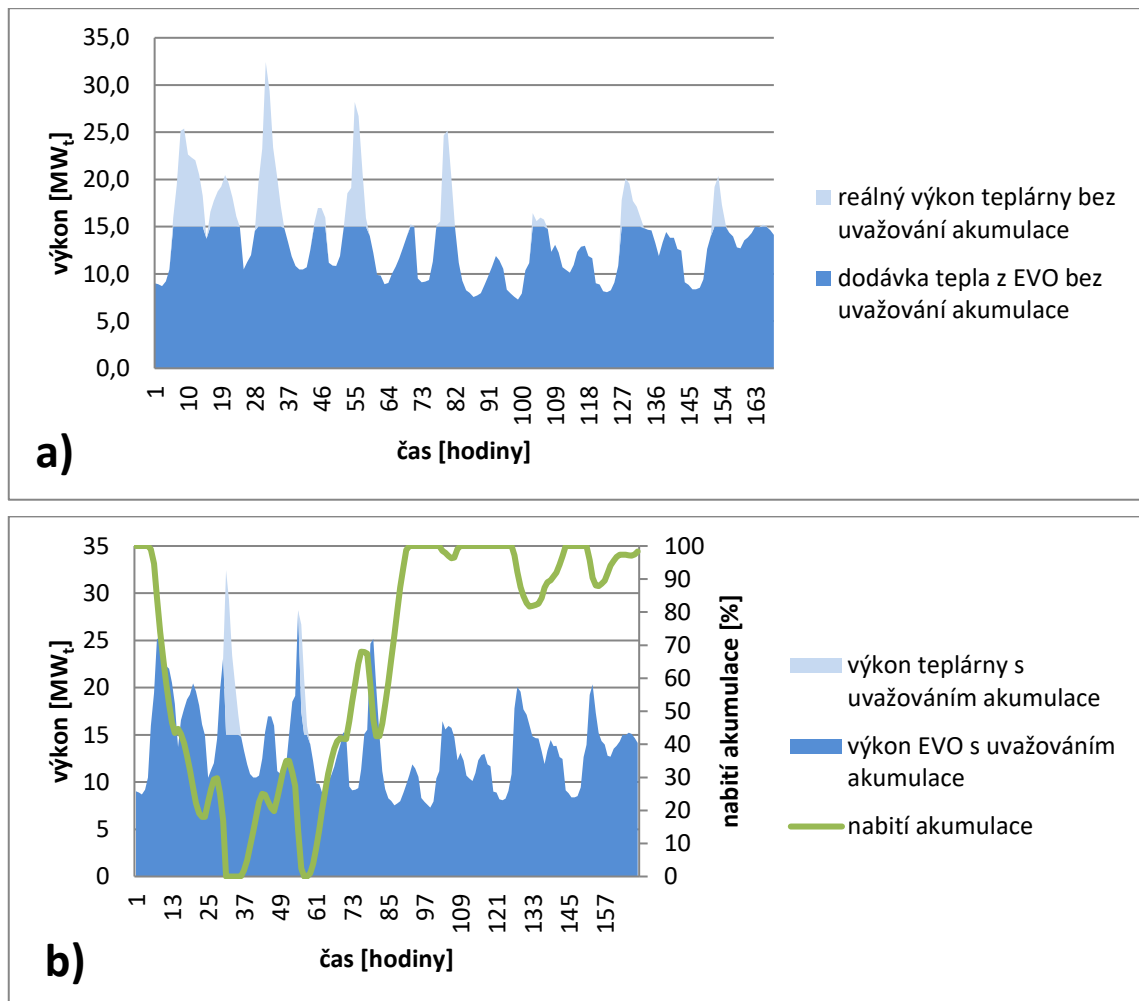 35,0
30,0
25,0
20,0
15,0
10,0
5,0
0,0
výkon [MWt]
1 10 19 28 37 46 55 64 73 82 91 100 109 118 127 136 145 154 163
čas [hodiny]
a)
reálný výkon teplárny bez
uvažování akumulace
dodávka tepla z EVO bez
uvažování akumulace
35
30
25
20
15
10
5
0
výkon [MWt]
100
90
80
70
60
50
40
30
20
10
0
nabití akumulace [%]
1 13 25 37 49 61 73 85 97 109 121 133 145 157
čas [hodiny]
b)
výkon teplárny s
uvažováním akumulace
výkon EVO s uvažováním
akumulace
nabití akumulace